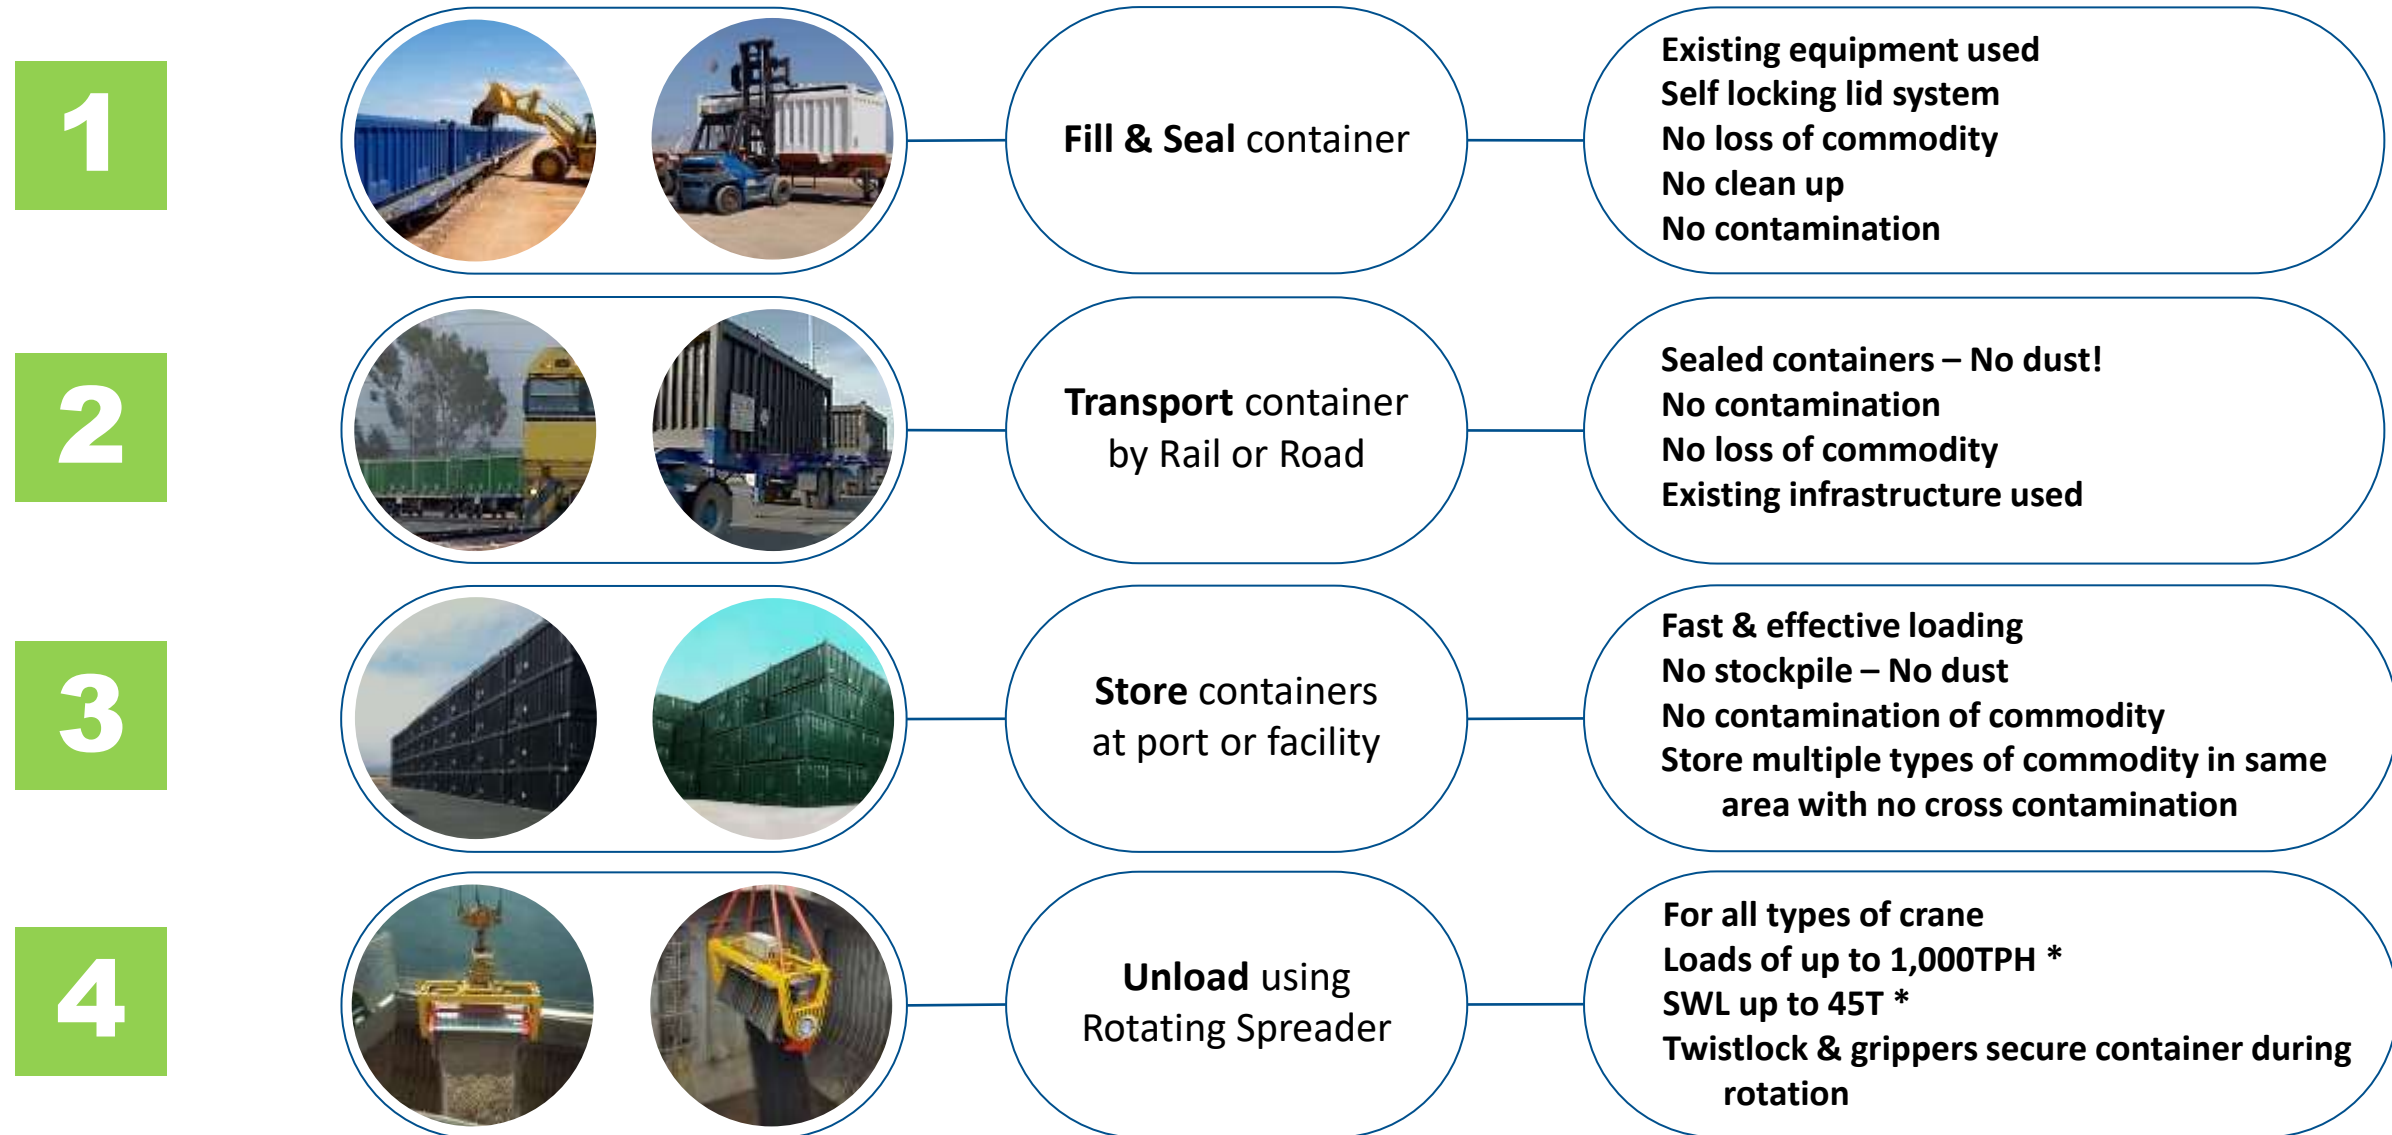 1
Fill & Seal container
Existing equipment used
Self locking lid system
No loss of commodity
No clean up
No contamination
2
Transport container
by Rail or Road
Sealed containers – No dust!
No contamination
No loss of commodity
Existing infrastructure used
3
Store containers
at port or facility
Fast & effective loading
No stockpile – No dust
No contamination of commodity
Store multiple types of commodity in same
area with no cross contamination
4
Unload using
Rotating Spreader
For all types of crane
Loads of up to 1,000TPH *
SWL up to 45T *
Twistlock & grippers secure container during
rotation